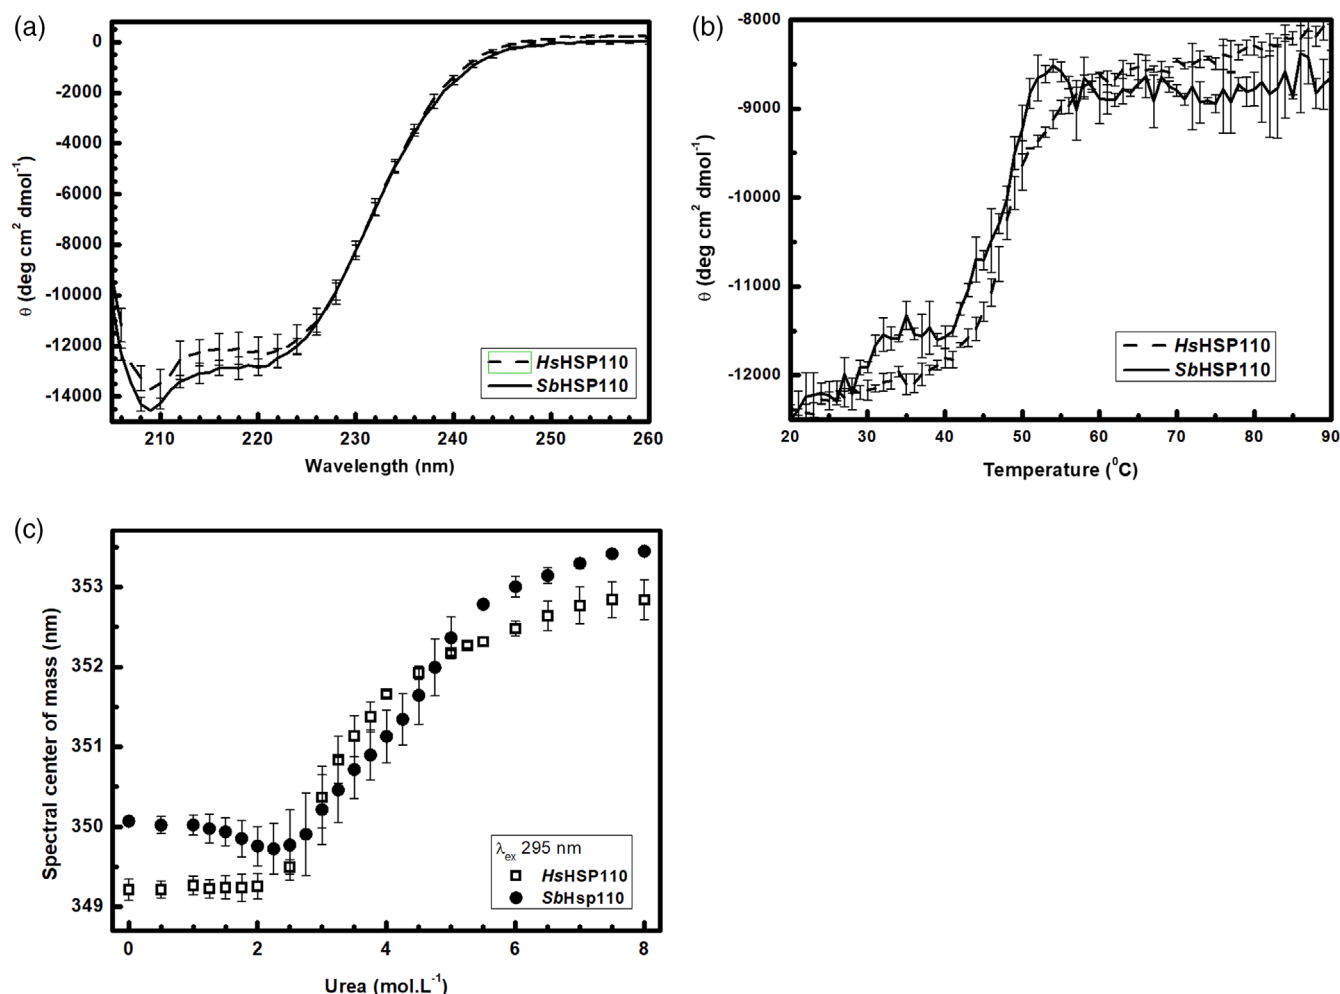 (a)
0
-2000
-4000
-6000
-8000
-10000
-12000
-14000
θ (deg cm² dmol⁻¹)
HsHSP110
SbHSP110
210 220 230 240 250 260
Wavelength (nm)
(b)
-8000
-9000
-10000
-11000
-12000
θ (deg cm² dmol⁻¹)
HsHSP110
SbHSP110
20 30 40 50 60 70 80 90
Temperature (⁰C)
(c)
353
352
351
350
349
Spectral center of mass (nm)
λex 295 nm
HsHSP110
SbHsp110
0 2 4 6 8
Urea (mol.L⁻¹)